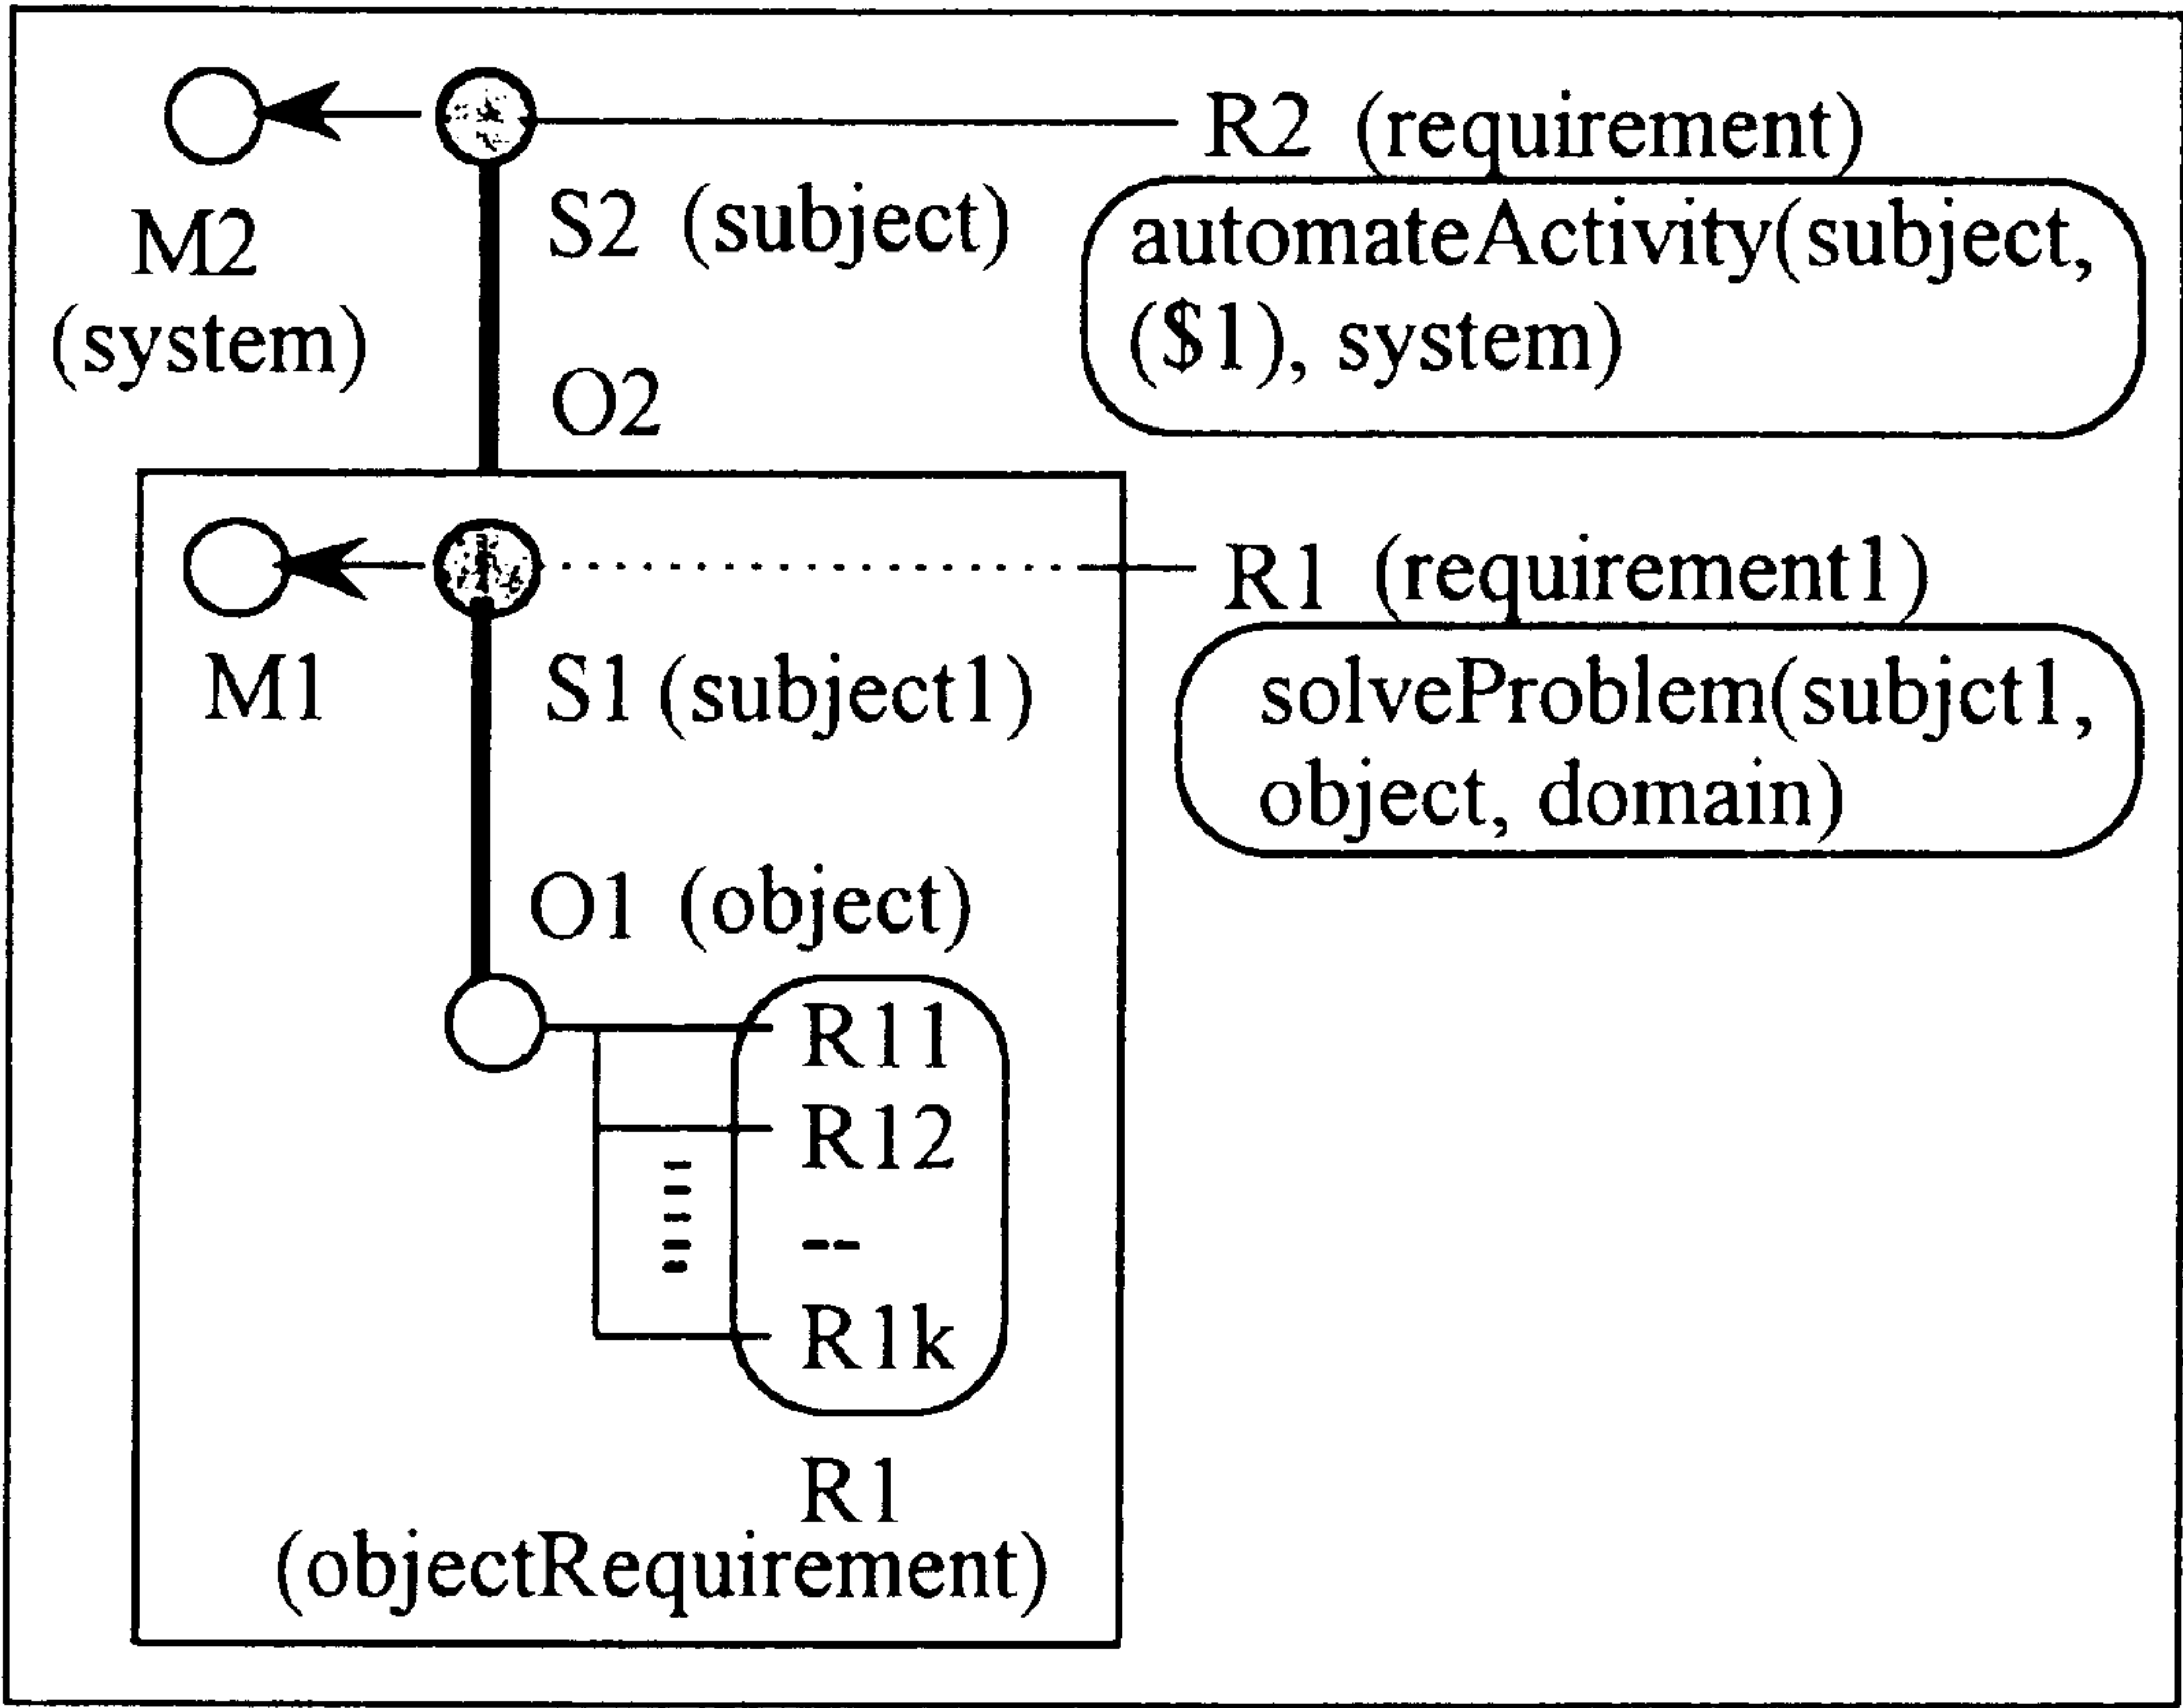 R2 (requirement)
automateActivity(subject,
($1), system)
M2
(system)
S2 (subject)
O2
R1 (requirement1)
solveProblem(subjct1,
object, domain)
M1
S1 (subject1)
O1 (object)
R11
R12
--
R1k
R1
(objectRequirement)